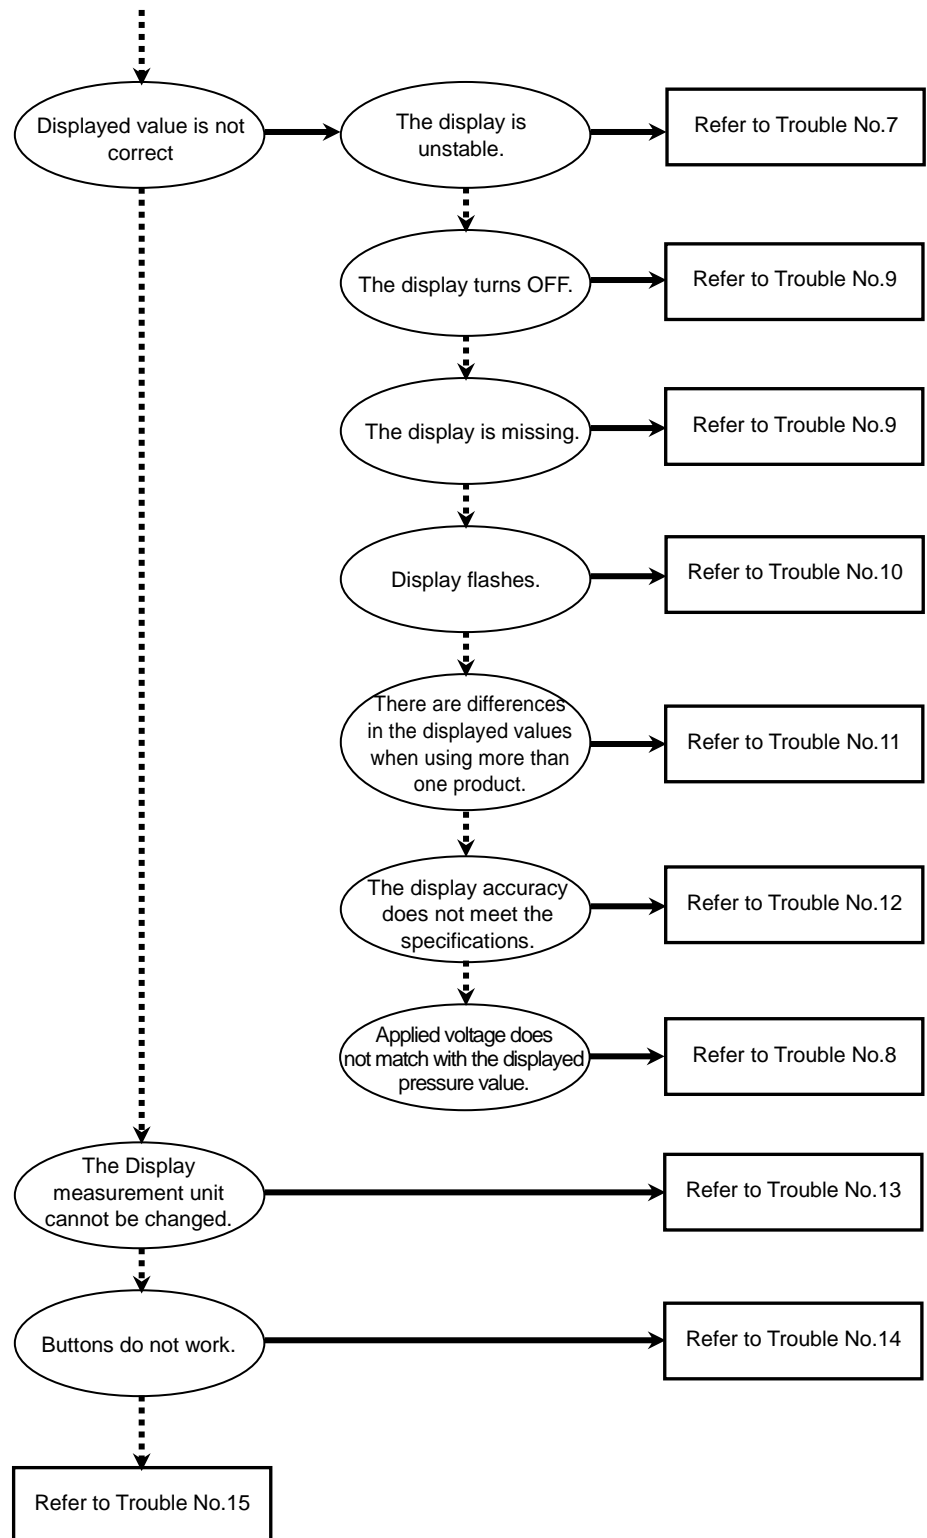 Displayed value is not
correct
The display is
unstable.
Refer to Trouble No.7
The display turns OFF.
Refer to Trouble No.9
The display is missing.
Refer to Trouble No.9
Display flashes.
Refer to Trouble No.10
There are differences
in the displayed values
when using more than
one product.
Refer to Trouble No.11
The display accuracy
does not meet the
specifications.
Refer to Trouble No.12
Applied voltage does
not match with the displayed
pressure value.
Refer to Trouble No.8
The Display
measurement unit
cannot be changed.
Refer to Trouble No.13
Buttons do not work.
Refer to Trouble No.14
Refer to Trouble No.15